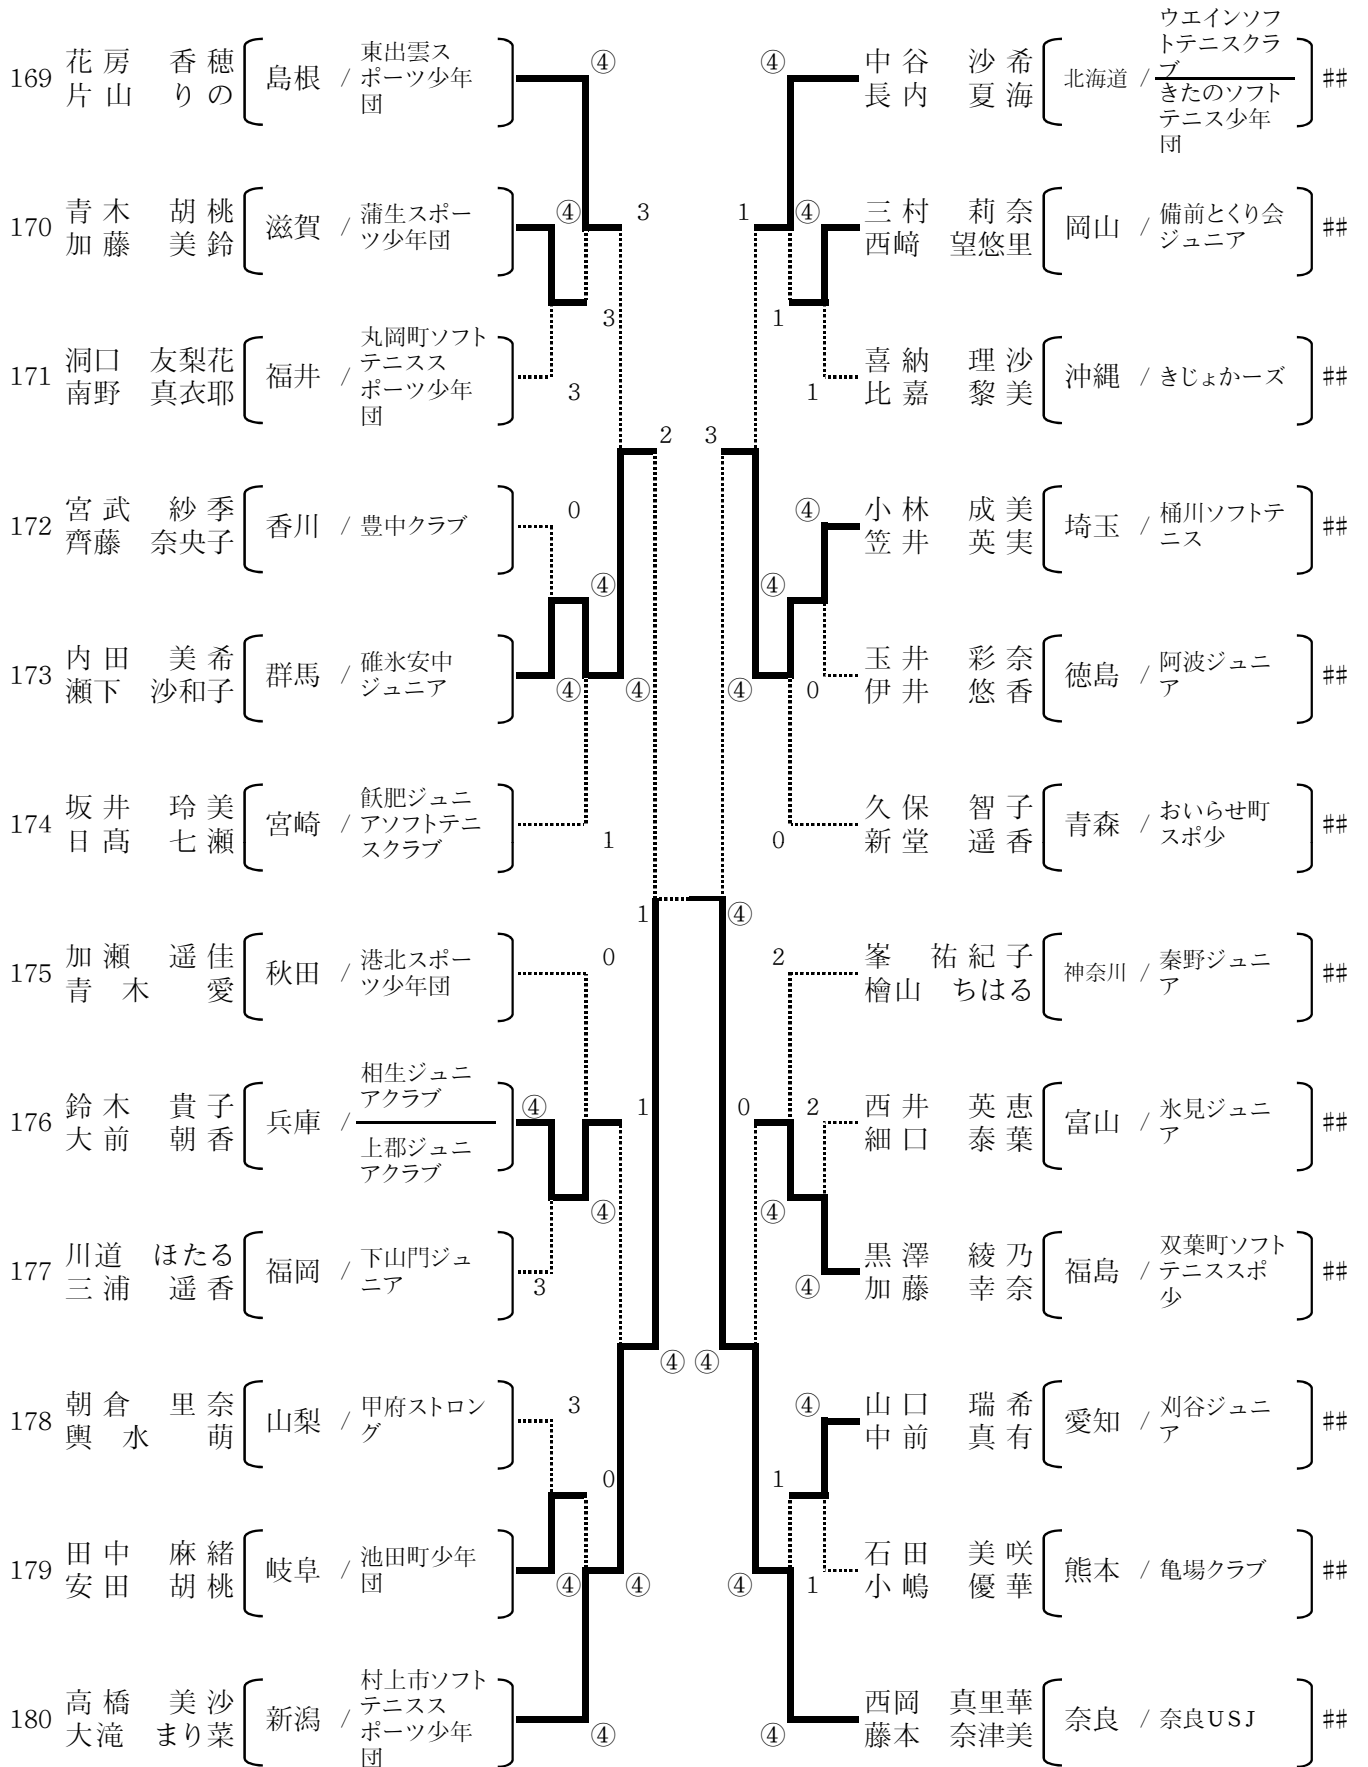 169 花房 香穂 島根 / 東出雲ス
片山 りの ポーツ少年
団
④
170 青木 胡桃 滋賀 / 蒲生スポー
加藤 美鈴 ツ少年団
④ 3
3
171 洞口 友梨花 福井 / 丸岡町ソフト
南野 真衣耶 テニスス
ポーツ少年
団
3
2
172 宮武 紗季 香川 / 豊中クラブ
齊藤 奈央子
0
④
173 内田 美希 群馬 / 碓氷安中
瀬下 沙和子 ジュニア
④ ④
174 坂井 玲美 宮崎 / 飫肥ジュニ
日髙 七瀬 アソフトテニ
スクラブ
1
1
175 加瀬 遥佳 秋田 / 港北スポー
青木 愛 ツ少年団
0
176 鈴木 貴子 兵庫 / 相生ジュニ
大前 朝香 アクラブ
上郡ジュニ
アクラブ
④ 1
④
177 川道 ほたる 福岡 / 下山門ジュ
三浦 遥香 ニア
3
④
178 朝倉 里奈 山梨 / 甲府ストロン
輿水 萌 グ
3
0
179 田中 麻緒 岐阜 / 池田町少年
安田 胡桃 団
④ ④
180 高橋 美沙 新潟 / 村上市ソフト
大滝 まり菜 テニスス
ポーツ少年
団
④
④ 中谷 沙希 北海道 / ウエインソフ
長内 夏海 トテニスクラ
ブ
きたのソフト
テニス少年
団
##
1 ④ 三村 莉奈 岡山 / 備前とくり会
西﨑 望悠里 ジュニア
##
1
喜納 理沙 沖縄 / きじょかーズ
比嘉 黎美
##
1
3
④ 小林 成美 埼玉 / 桶川ソフトテ
笠井 英実 ニス
##
④
玉井 彩奈 徳島 / 阿波ジュニ
伊井 悠香 ア
##
④ 0
久保 智子 青森 / おいらせ町
新堂 遥香 スポ少
##
0
④
2 峯 祐紀子 神奈川 / 秦野ジュニ
檜山 ちはる ア
##
0 2 西井 英恵 富山 / 氷見ジュニ
細口 泰葉 ア
##
④
黒澤 綾乃 福島 / 双葉町ソフト
加藤 幸奈 テニススポ
少
##
④
④
④ 山口 瑞希 愛知 / 刈谷ジュニ
中前 真有 ア
##
1
石田 美咲 熊本 / 亀場クラブ
小嶋 優華
##
④ 1
西岡 真里華 奈良 / 奈良USJ
藤本 奈津美
##
④